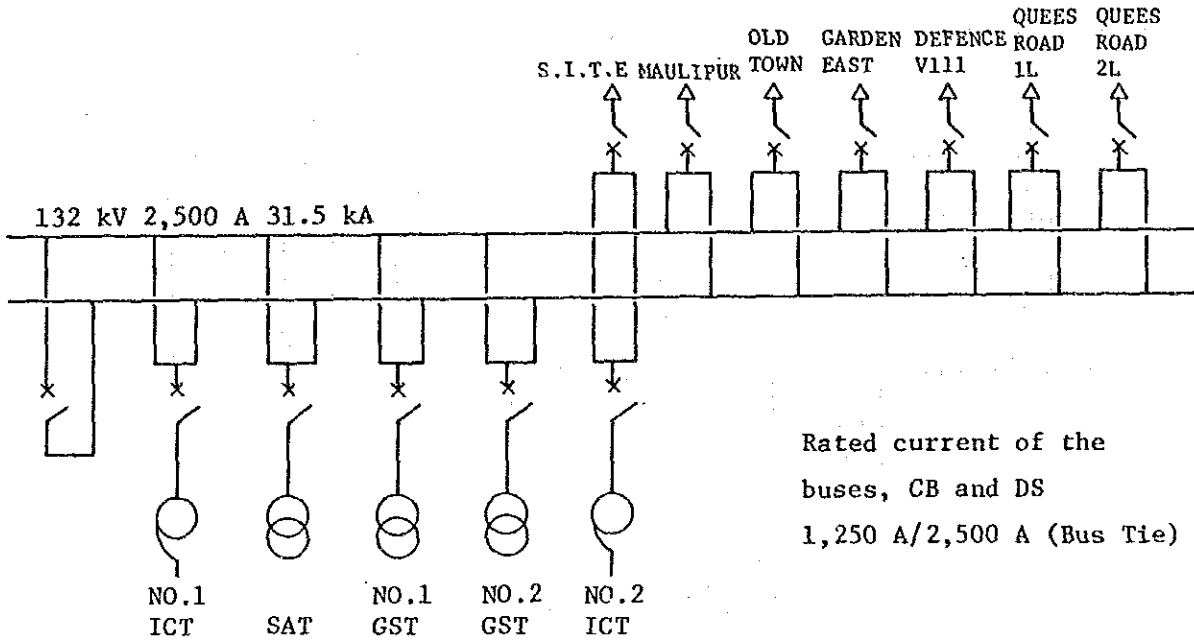 S.I.T.E
MAULIPUR
OLD
TOWN
GARDEN
EAST
DEFENCE
V111
QUEES
ROAD
1L
QUEES
ROAD
2L
132 kV 2,500 A 31.5 kA
Rated current of the
buses, CB and DS
1,250 A/2,500 A (Bus Tie)
NO.1
ICT
SAT
NO.1
GST
NO.2
GST
NO.2
ICT